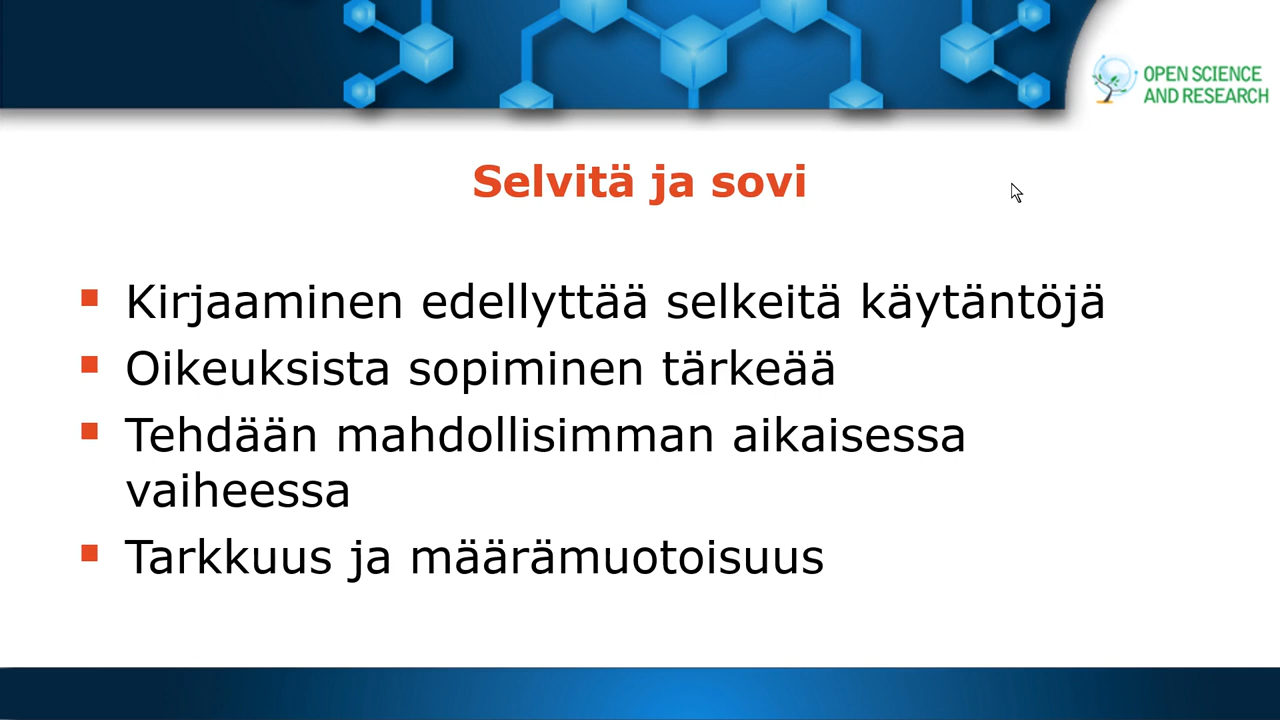 OPEN SCIENCE
AND RESEARCH
Selvitä ja sovi
Kirjaaminen edellyttää selkeitä käytäntöjä
Oikeuksista sopiminen tärkeää
Tehdään mahdollisimman aikaisessa
vaiheessa
Tarkkuus ja määrämuotoisuus